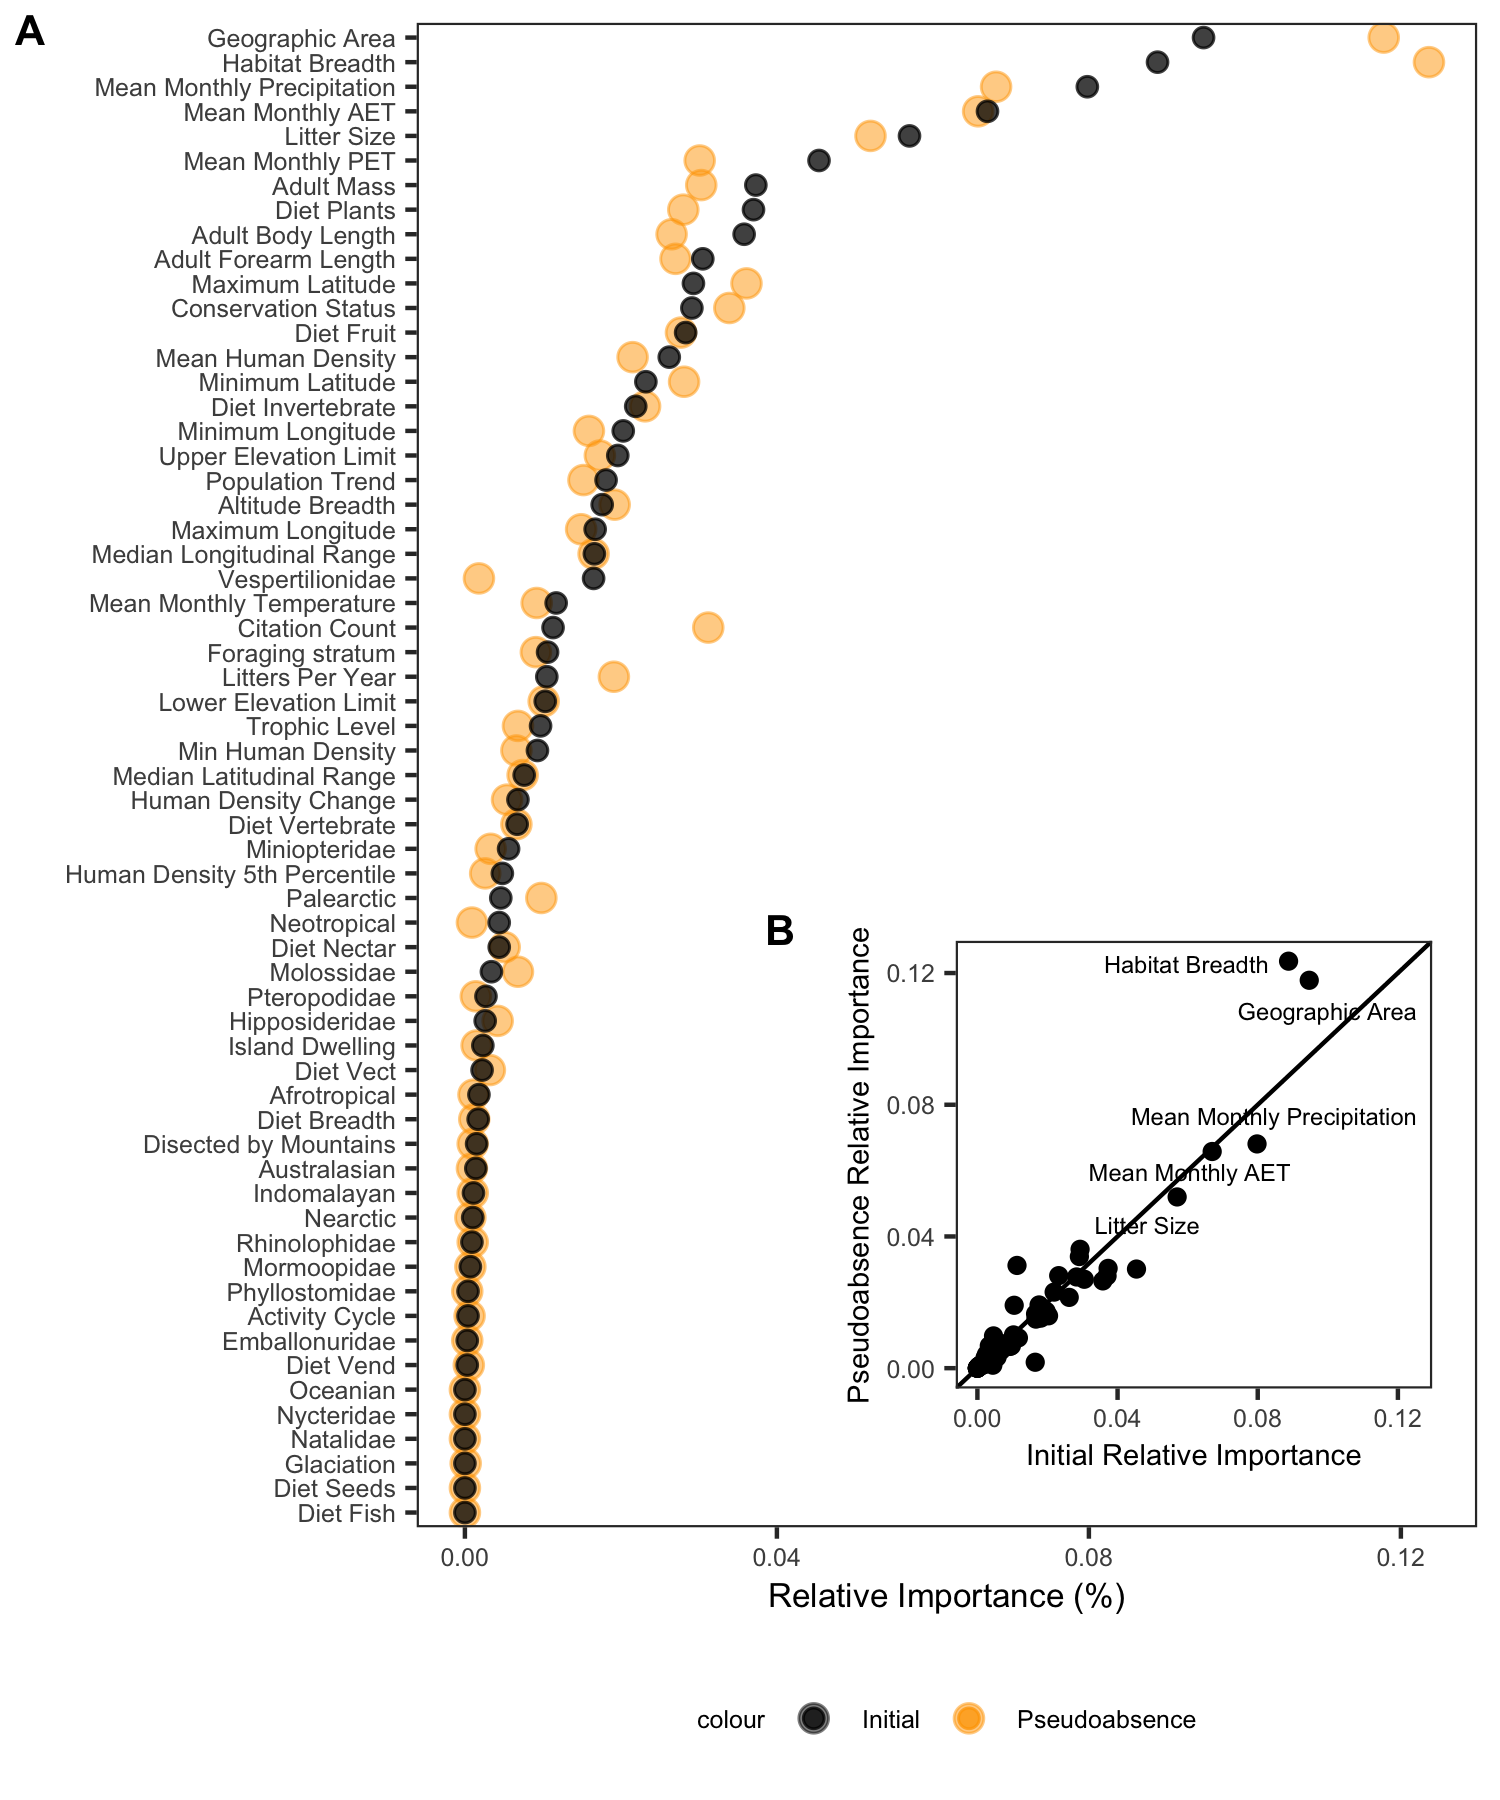 A
Geographic Area
Habitat Breadth
Mean Monthly Precipitation
Mean Monthly AET
Litter Size
Mean Monthly PET
Adult Mass
Diet Plants
Adult Body Length
Adult Forearm Length
Maximum Latitude
Conservation Status
Diet Fruit
Mean Human Density
Minimum Latitude
Diet Invertebrate
Minimum Longitude
Upper Elevation Limit
Population Trend
Altitude Breadth
Maximum Longitude
Median Longitudinal Range
Vespertilionidae
Mean Monthly Temperature
Citation Count
Foraging stratum
Litters Per Year
Lower Elevation Limit
Trophic Level
Min Human Density
Median Latitudinal Range
Human Density Change
Diet Vertebrate
Miniopteridae
Human Density 5th Percentile
Palearctic
Neotropical
Diet Nectar
Molossidae
Pteropodidae
Hipposideridae
Island Dwelling
Diet Vect
Afrotropical
Diet Breadth
Disected by Mountains
Australasian
Indomalayan
Nearctic
Rhinolophidae
Mormoopidae
Phyllostomidae
Activity Cycle
Emballonuridae
Diet Vend
Oceanian
Nycteridae
Natalidae
Glaciation
Diet Seeds
Diet Fish
0.00 0.04 0.08 0.12
Relative Importance (%)
B
Pseudoabsence Relative Importance
0.12
0.08
0.04
0.00
Habitat Breadth
Geographic Area
Mean Monthly Precipitation
Mean Monthly AET
Litter Size
0.00 0.04 0.08 0.12
Initial Relative Importance
colour Initial Pseudoabsence